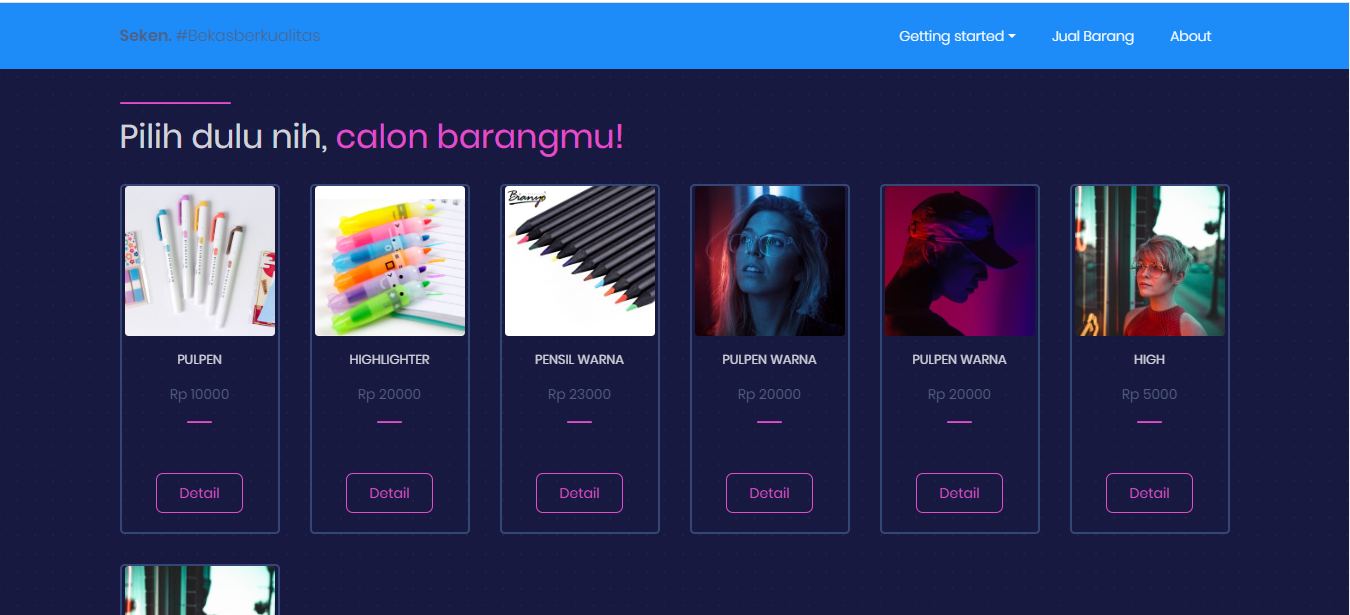 Seken. #Bekasberkualitas
Getting started
Jual Barang
About
Pilih dulu nih, calon barangmu!
Bianyo
PULPEN
Rp 10000
Detail
HIGHLIGHTER
Rp 20000
Detail
PENSIL WARNA
Rp 23000
Detail
PULPEN WARNA
Rp 20000
Detail
PULPEN WARNA
Rp 20000
Detail
HIGH
Rp 5000
Detail